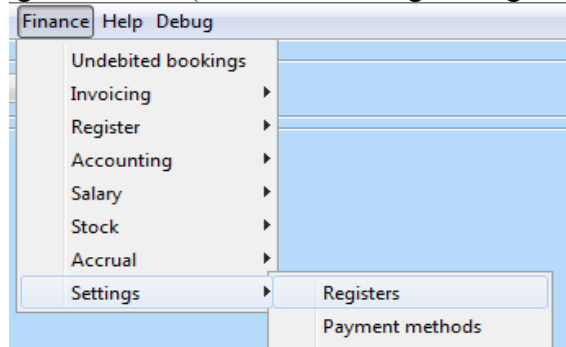 Finance Help Debug
Undebited bookings
Invoicing
Register
Accounting
Salary
Stock
Accrual
Settings
Registers
Payment methods